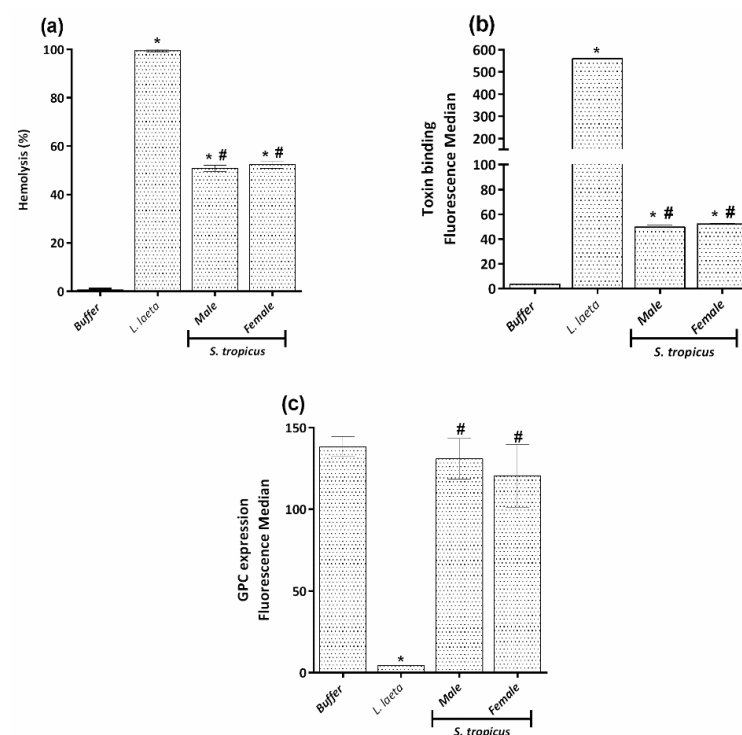 (a)
Hemolysis (%)
100
80
60
40
20
0
*
* #
* #
Buffer
L. laeta
Male
Female
S. tropicus
(b)
Toxin binding
Fluorescence Median
600
500
400
300
200
100
80
60
40
20
0
*
* #
* #
Buffer
L. laeta
Male
Female
S. tropicus
(c)
GPC expression
Fluorescence Median
150
100
50
0
*
#
#
Buffer
L. laeta
Male
Female
S. tropicus